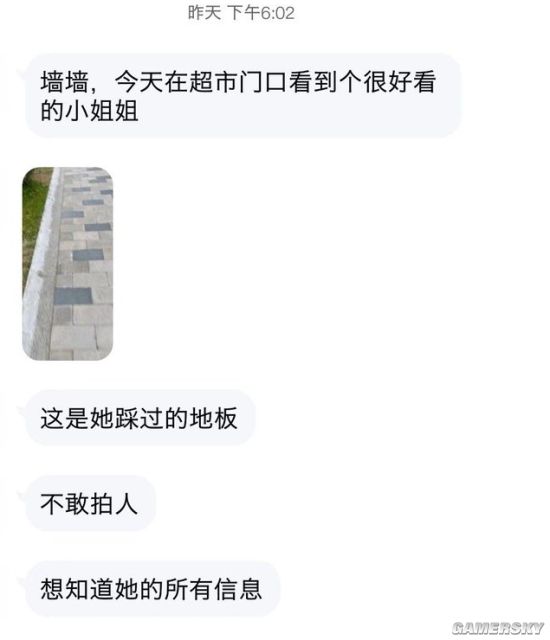 昨天 下午6:02
墙墙，今天在超市门口看到个很好看
的小姐姐
这是她踩过的地板
不敢拍人
想知道她的所有信息
GAMERSKY